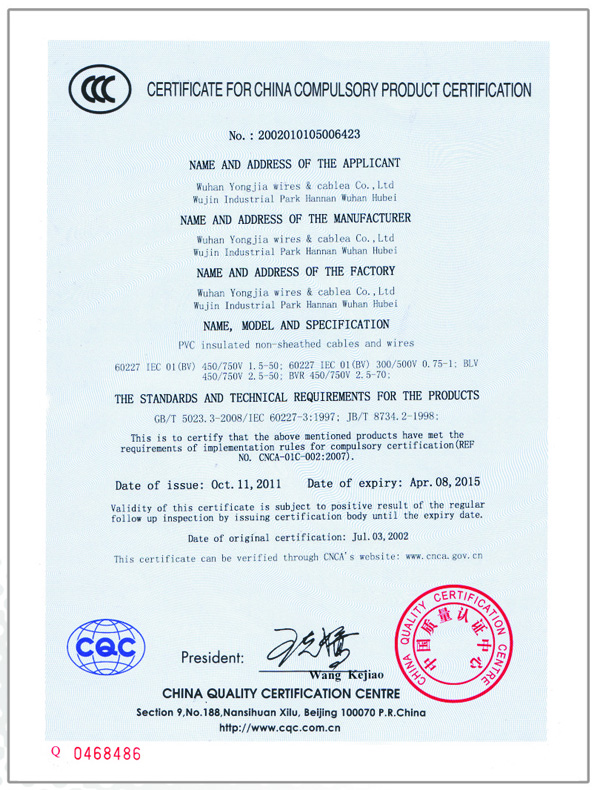 CCC
CERTIFICATE FOR CHINA COMPULSORY PRODUCT CERTIFICATION
No. : 2002010105006423
NAME AND ADDRESS OF THE APPLICANT
Wuhan Yongjia wires & cablea Co.,Ltd
Wujin Industrial Park Hannan Wuhan Hubei
NAME AND ADDRESS OF THE MANUFACTURER
Wuhan Yongjia wires & cablea Co.,Ltd
Wujin Industrial Park Hannan Wuhan Hubei
NAME AND ADDRESS OF THE FACTORY
Wuhan Yongjia wires & cablea Co.,Ltd
Wujin Industrial Park Hannan Wuhan Hubei
NAME, MODEL AND SPECIFICATION
PVC insulated non-sheathed cables and wires
60227 IEC 01(BV) 450/750V 1.5-50; 60227 IEC 01(BV) 300/500V 0.75-1; BLV
450/750V 2.5-50; BVR 450/750V 2.5-70;
THE STANDARDS AND TECHNICAL REQUIREMENTS FOR THE PRODUCTS
GB/T 5023.3-2008/IEC 60227-3:1997; JB/T 8734.2-1998;
This is to certify that the above mentioned products have met the
requirements of implementation rules for compulsory certification(REF
NO. CNCA-01C-002:2007).
Date of issue: Oct.11,2011 Date of expiry: Apr.08,2015
Validity of this certificate is subject to positive result of the regular
follow up inspection by issuing certification body until the expiry date.
Date of original certification: Jul.03,2002
This certificate can be verified through CNCA's website: www.cnca.gov.cn
CQC
President:
Wang Kejiao
CHINA QUALITY CERTIFICATION CENTRE
中国质量认证中心
CHINA QUALITY CERTIFICATION CENTRE
Section 9,No.188,Nansihuan Xilu, Beijing 100070 P.R.China
http://www.cqc.com.cn
Q 0468486